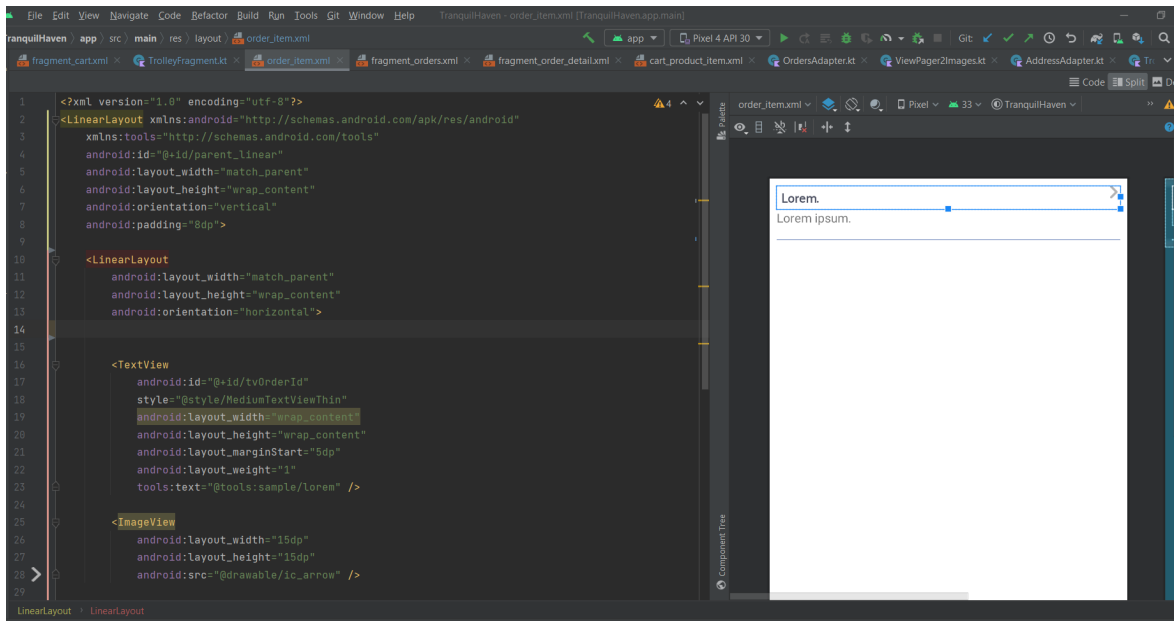 File Edit View Navigate Code Refactor Build Run Tools Git Window Help TranquilHaven - order_item.xml [TranquilHaven.app.main]
ranquilHaven app src main res layout order_item.xml app Pixel 4 API 30 Git:
fragment_cart.xml TrolleyFragment.kt order_item.xml fragment_orders.xml fragment_order_detail.xml cart_product_item.xml OrdersAdapter.kt ViewPager2Images.kt AddressAdapter.kt
Code Split
order_item.xml Pixel 33 TranquilHaven
Palette
4
1 <?xml version="1.0" encoding="utf-8"?>
2 <LinearLayout xmlns:android="http://schemas.android.com/apk/res/android"
3 xmlns:tools="http://schemas.android.com/tools"
4 android:id="@+id/parent_linear"
5 android:layout_width="match_parent"
6 android:layout_height="wrap_content"
7 android:orientation="vertical"
8 android:padding="8dp">
9
10 <LinearLayout
11 android:layout_width="match_parent"
12 android:layout_height="wrap_content"
13 android:orientation="horizontal">
14
15
16 <TextView
17 android:id="@+id/tvOrderId"
18 style="@style/MediumTextViewThin"
19 android:layout_width="wrap_content"
20 android:layout_height="wrap_content"
21 android:layout_marginStart="5dp"
22 android:layout_weight="1"
23 tools:text="@tools:sample/lorem" />
24
25 <ImageView
26 android:layout_width="15dp"
27 android:layout_height="15dp"
28 android:src="@drawable/ic_arrow" />
29
Lorem.
Lorem ipsum.
Component Tree
LinearLayout LinearLayout